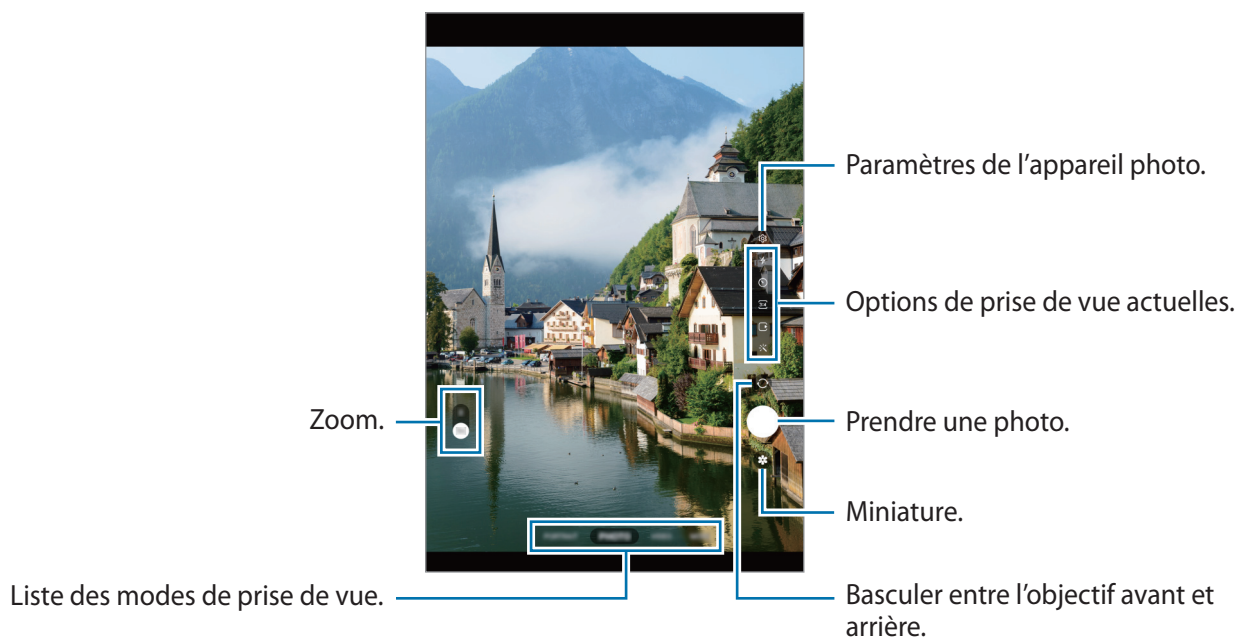 Paramètres de l'appareil photo.
Options de prise de vue actuelles.
Zoom.
Prendre une photo.
Miniature.
PHOTO
Liste des modes de prise de vue.
Basculer entre l'objectif avant et
arrière.